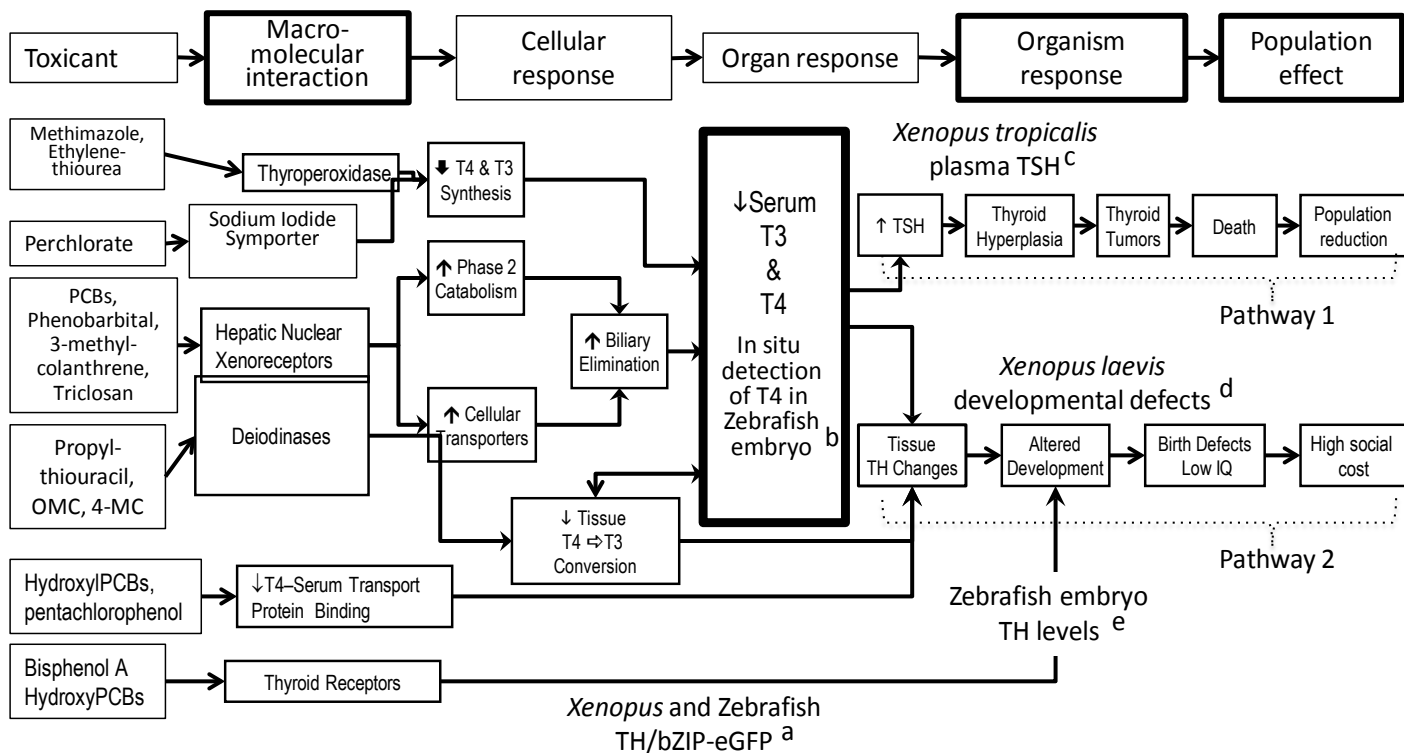 Toxicant
Macro-
molecular
interaction
Cellular
response
Organ response
Organism
response
Population
effect
Methimazole,
Ethylene-
thiourea
Thyroperoxidase
⬇ T4 & T3
Synthesis
Perchlorate
Sodium Iodide
Symporter
PCBs,
Phenobarbital,
3-methyl-
colanthrene,
Triclosan
Hepatic Nuclear
Xenoreceptors
↑ Phase 2
Catabolism
↑ Biliary
Elimination
↑ Cellular
Transporters
Propyl-
thiouracil,
OMC, 4-MC
Deiodinases
↓ Tissue
T4 ⇨T3
Conversion
HydroxylPCBs,
pentachlorophenol
↓T4–Serum Transport
Protein Binding
Bisphenol A
HydroxyPCBs
Thyroid Receptors
Xenopus and Zebrafish
TH/bZIP-eGFP a
↓Serum
T3
&
T4
In situ
detection
of T4 in
Zebrafish
embryo b
Xenopus tropicalis
plasma TSH c
↑ TSH
Thyroid
Hyperplasia
Thyroid
Tumors
Death
Population
reduction
Pathway 1
Xenopus laevis
developmental defects d
Tissue
TH Changes
Altered
Development
Birth Defects
Low IQ
High social
cost
Pathway 2
Zebrafish embryo
TH levels e